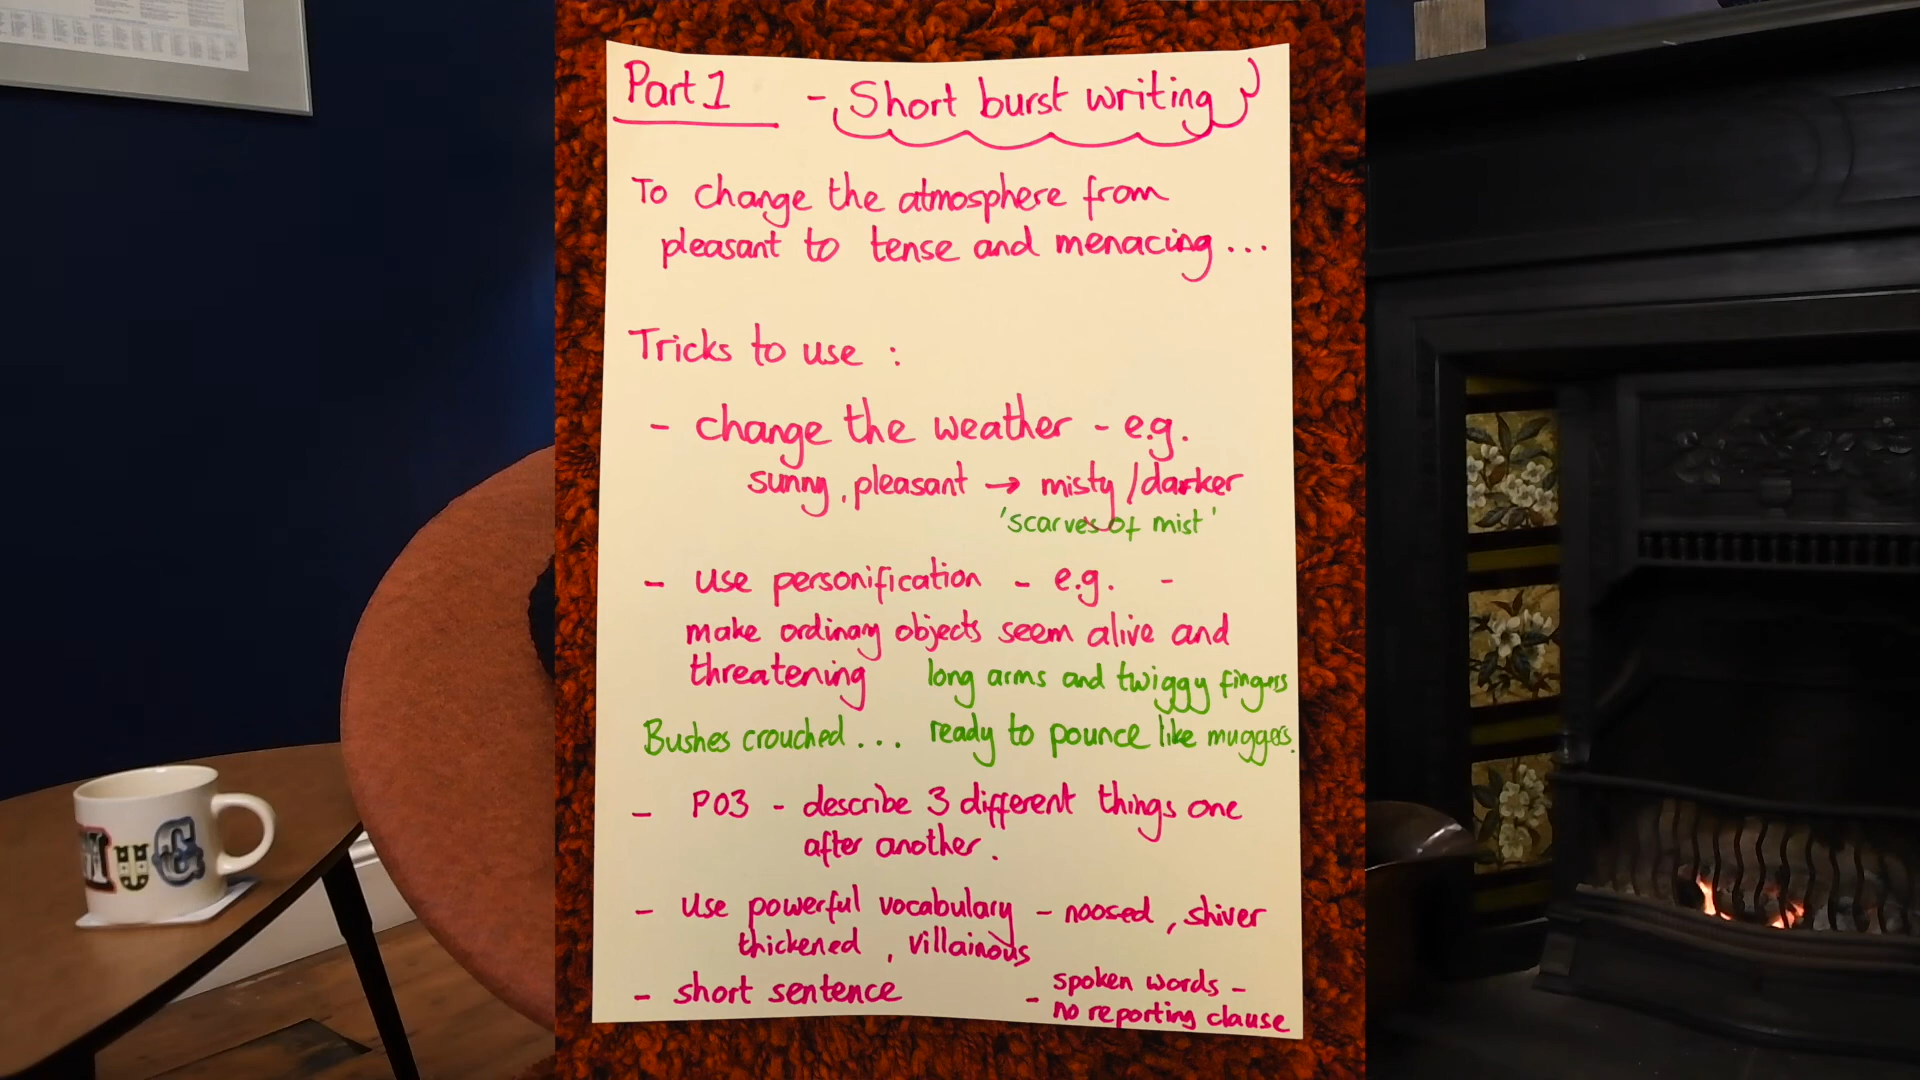 Part 1 - Short burst writing
To change the atmosphere from
pleasant to tense and menacing...
Tricks to use :
- change the weather - e.g.
sunny, pleasant → misty/darker
'scarves of mist'
- use personification - e.g. -
make ordinary objects seem alive and
threatening long arms and twiggy fingers
Bushes crouched... ready to pounce like muggers.
- PO3 - describe 3 different things one
after another.
- Use powerful vocabulary - noosed, shiver
thickened, villainous
- short sentence
- spoken words -
no reporting clause
MUG